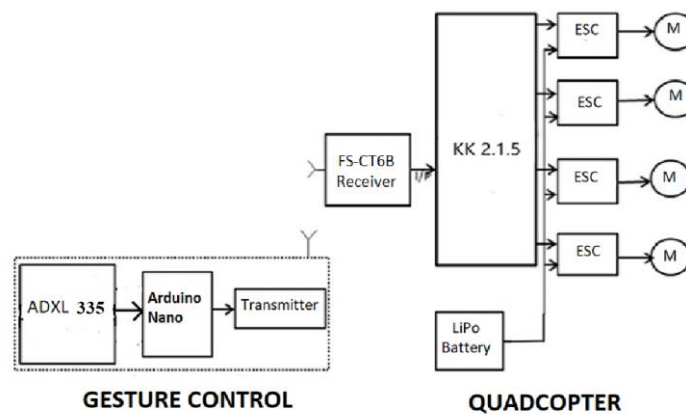 ESC
M
ESC
M
KK 2.1.5
FS-CT6B
Receiver
I/P
ESC
M
ESC
M
ADXL 335
Arduino
Nano
Transmitter
LiPo
Battery
GESTURE CONTROL
QUADCOPTER